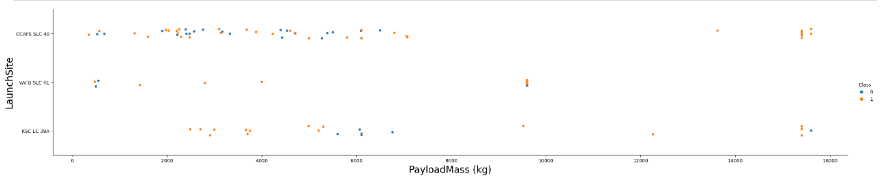 LaunchSite
CCAFS SLC 40
VAFB SLC 4E
KSC LC 39A
0 2000 4000 6000 8000 10000 12000 14000 16000
PayloadMass (kg)
Class
0
1